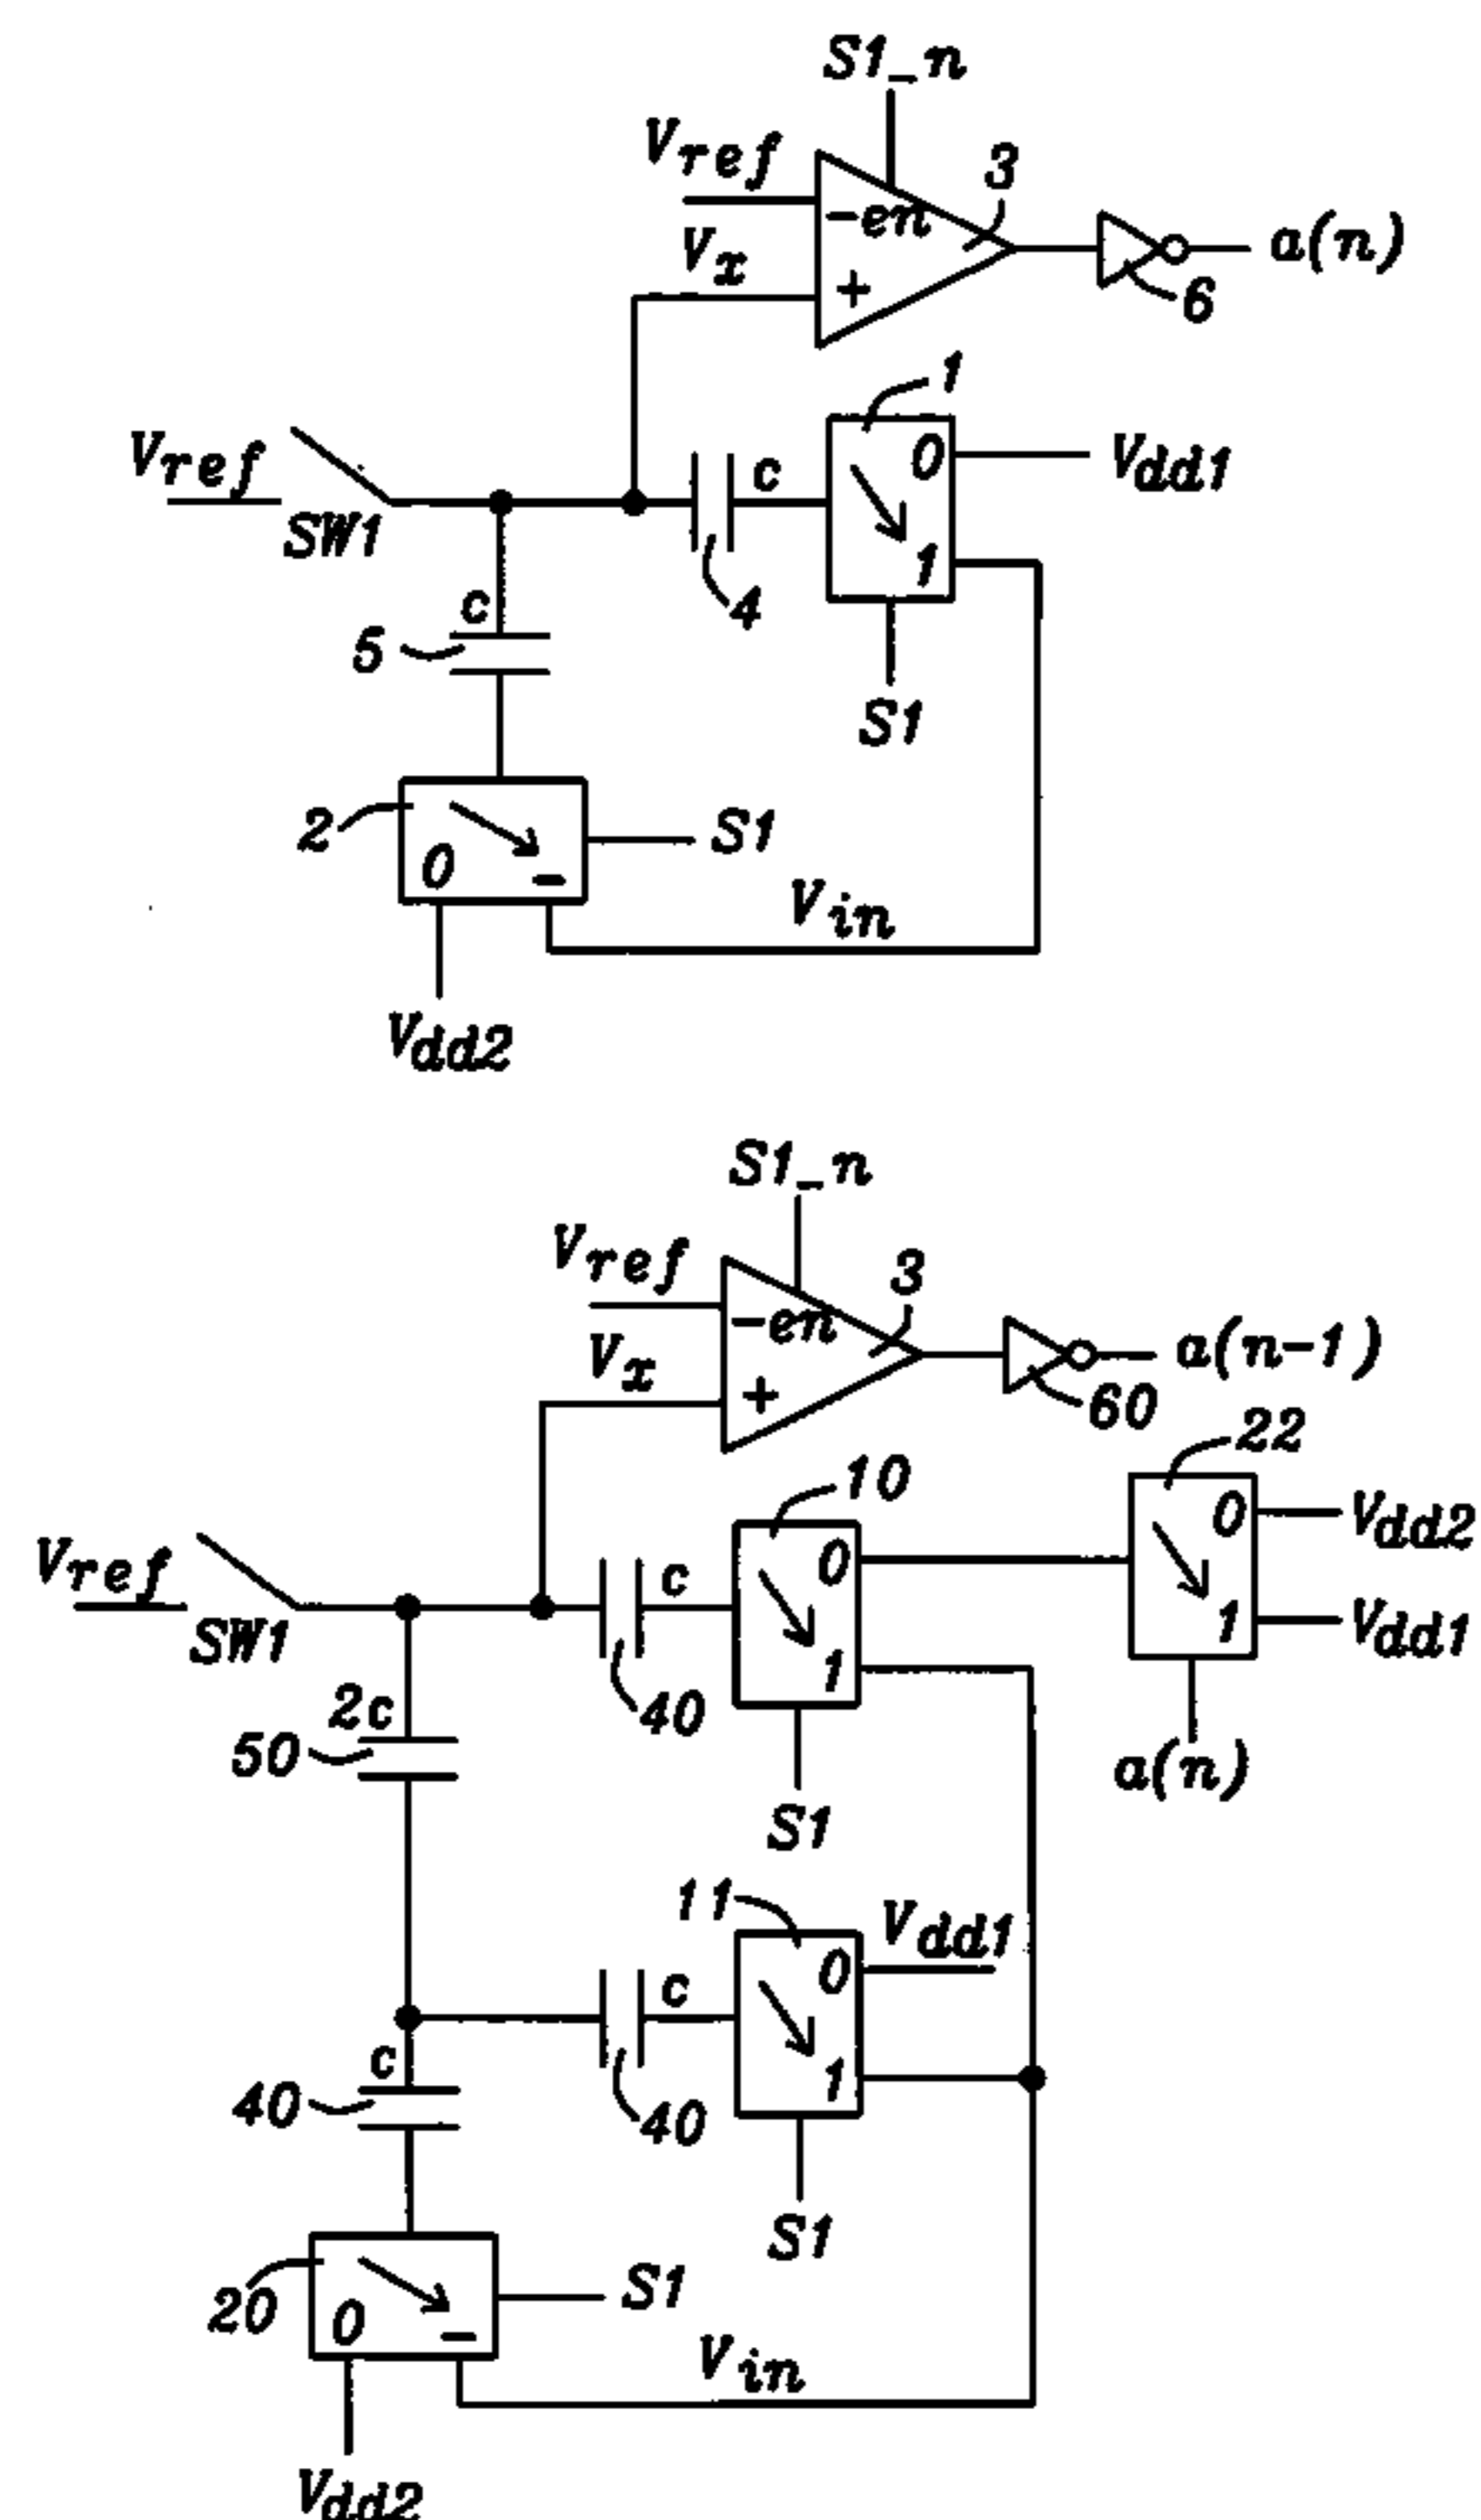 S1_n
Vref
-en
3
Vx
+
a(n)
6
1
Vref
SW1
c
4
0
1
Vdd1
c
5
S1
2
0
-
S1
Vin
Vdd2
S1_n
Vref
-en
3
Vx
+
a(n-1)
60
22
10
Vref
SW1
c
40
0
1
0
1
Vdd2
Vdd1
2c
50
S1
a(n)
11
Vdd1
c
40
0
1
c
40
S1
20
0
-
S1
Vin
Vdd2